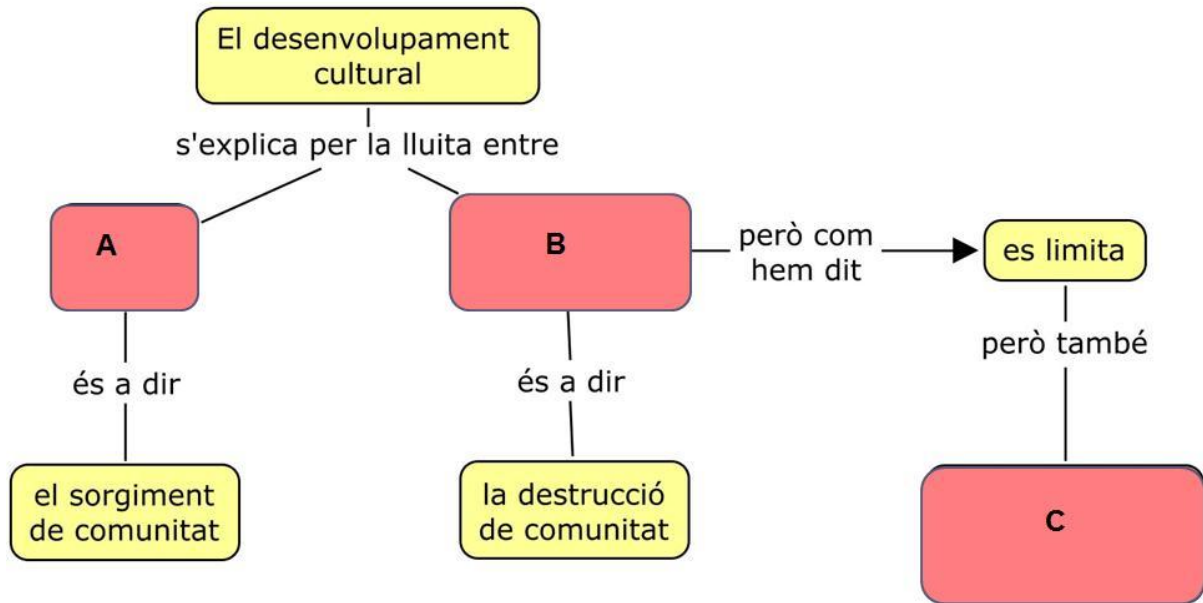 El desenvolupament
cultural
s'explica per la lluita entre
A
B
però com
hem dit
es limita
és a dir
és a dir
però també
el sorgiment
de comunitat
la destrucció
de comunitat
C